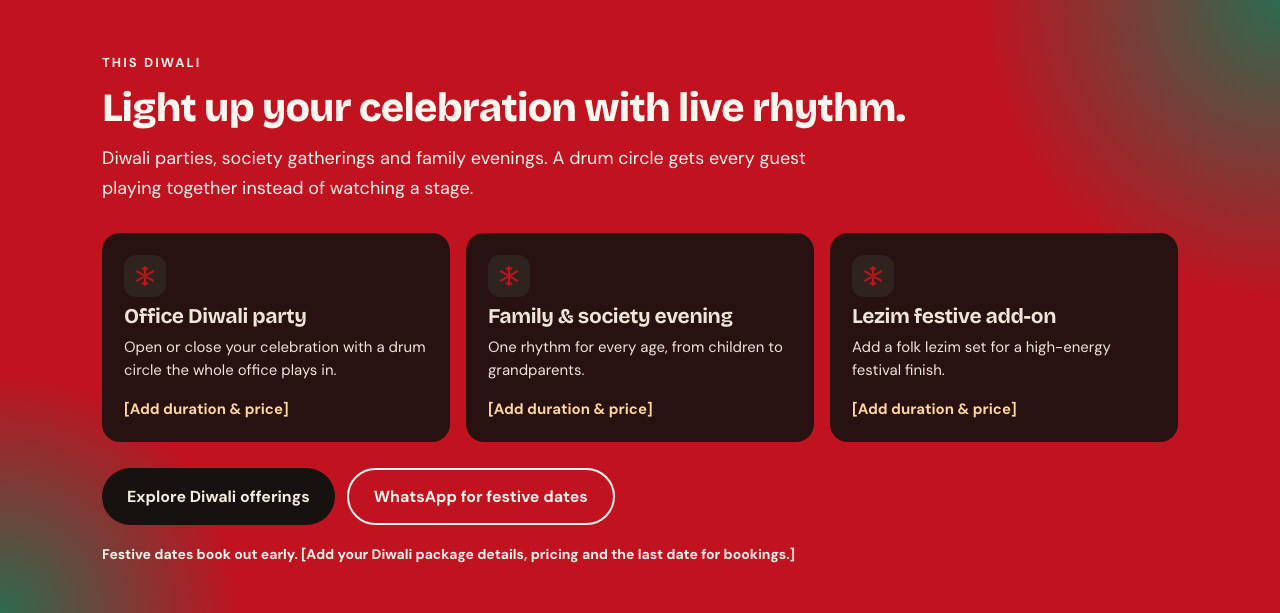 THIS DIWALI
Light up your celebration with live rhythm.
Diwali parties, society gatherings and family evenings. A drum circle gets every guest
playing together instead of watching a stage.
Office Diwali party
Open or close your celebration with a drum
circle the whole office plays in.
[Add duration & price]
Family & society evening
One rhythm for every age, from children to
grandparents.
[Add duration & price]
Lezim festive add-on
Add a folk lezim set for a high-energy
festival finish.
[Add duration & price]
Explore Diwali offerings
WhatsApp for festive dates
Festive dates book out early. [Add your Diwali package details, pricing and the last date for bookings.]